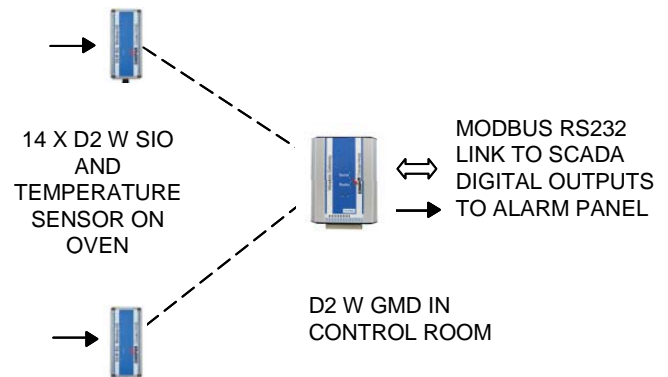 14 X D2 W SIO
AND
TEMPERATURE
SENSOR ON
OVEN
MODBUS RS232
LINK TO SCADA
DIGITAL OUTPUTS
TO ALARM PANEL
D2 W GMD IN
CONTROL ROOM